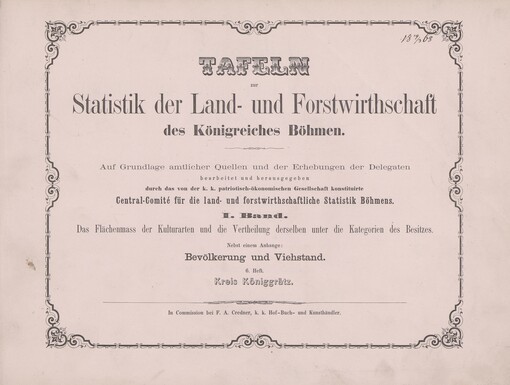 TAFELN
zur
Statistik der Land- und Forstwirthschaft
des Königreiches Böhmen.
Auf Grundlage amtlicher Quellen und der Erhebungen der Delegaten
bearbeitet und herausgegeben
durch das von der k. k. patriotisch-ökonomischen Gesellschaft konstituirte
Central-Comité für die land- und forstwirthschaftliche Statistik Böhmens.
I. Band.
Das Flächenmass der Kulturarten und die Vertheilung derselben unter die Kategorien des Besitzes.
Nebst einem Anhange:
Bevölkerung und Viehstand.
6. Heft.
Kreis Königgrätz.
In Commission bei F. A. Credner, k. k. Hof-Buch- und Kunsthändler.